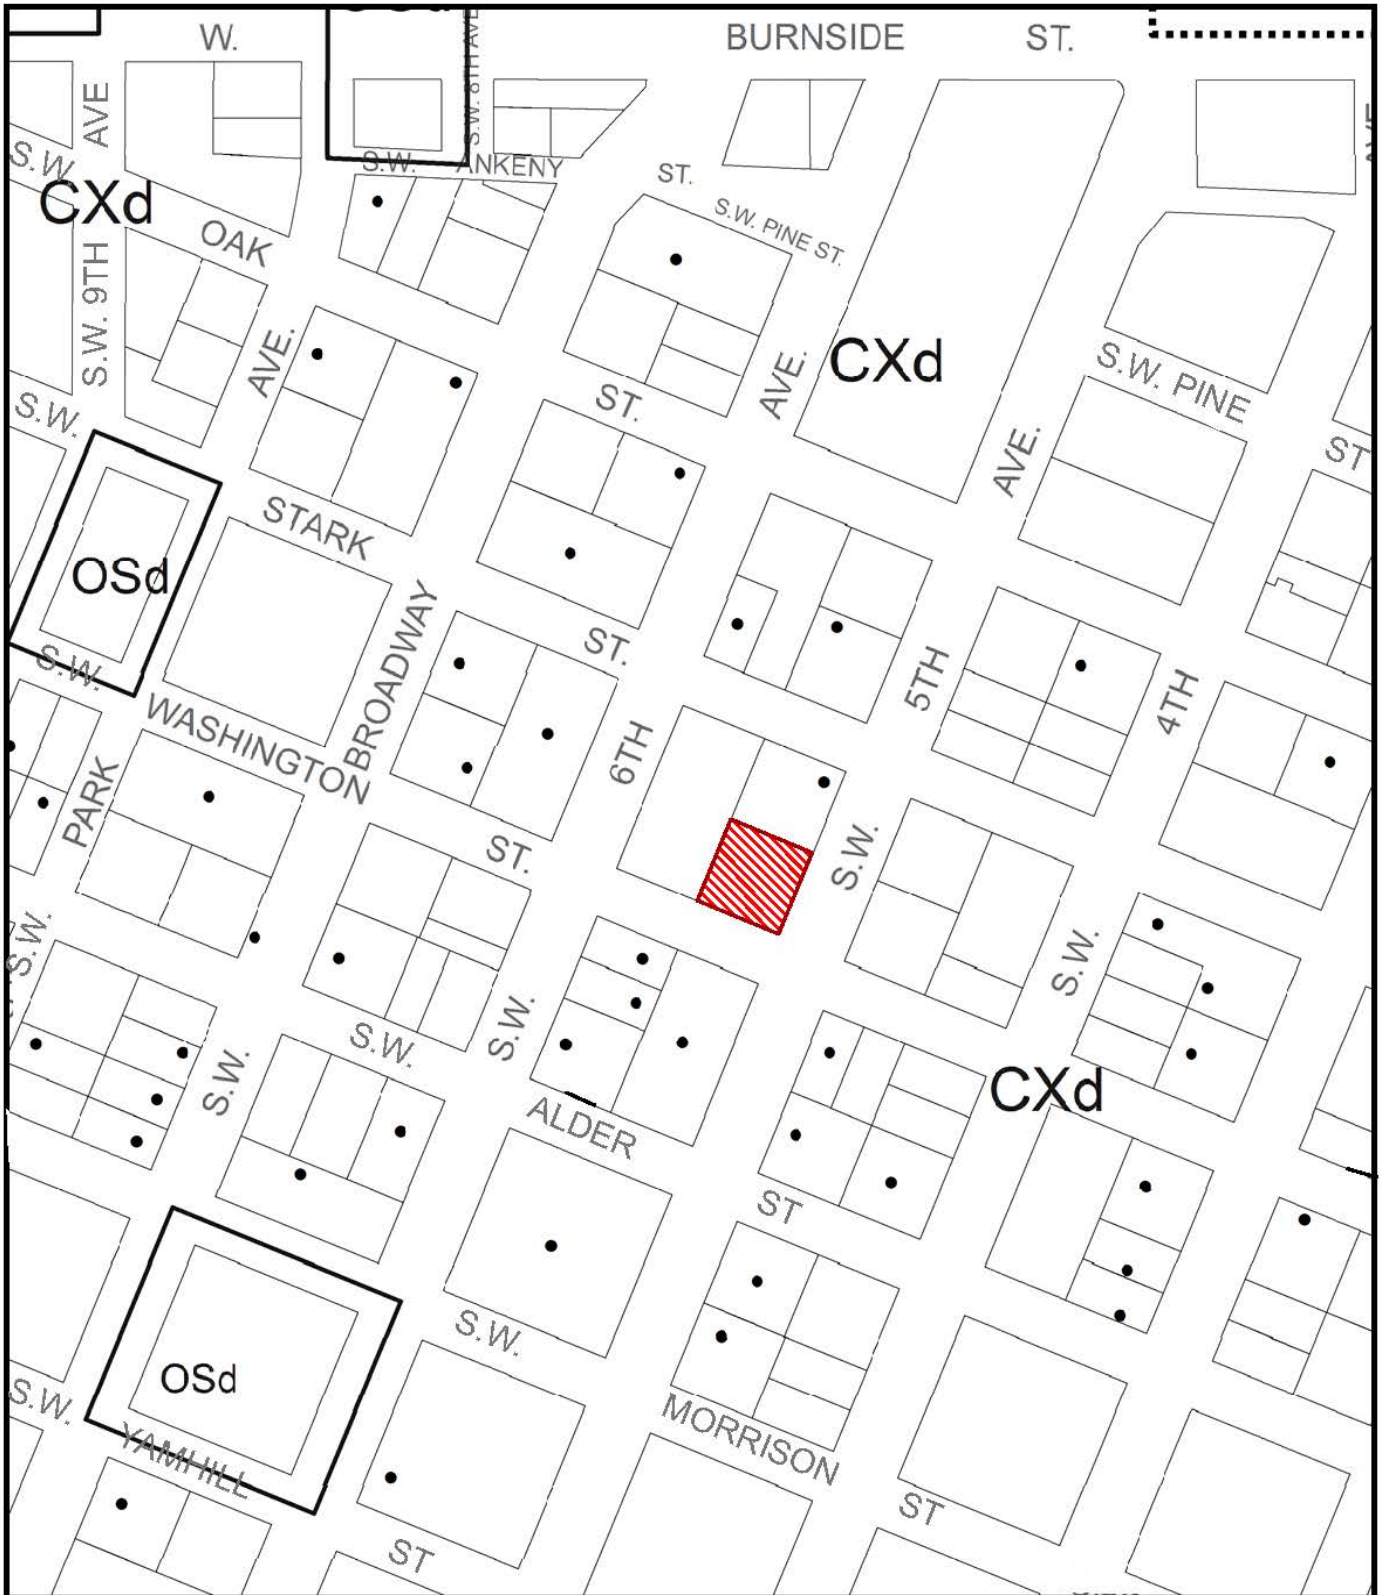 W.
BURNSIDE
ST.
S.W. 8TH AVE
AVE
S.W.
S.W.
ANKENY
ST.
CXd
S.W. PINE ST.
OAK
S.W. 9TH
AVE.
AVE.
CXd
S.W. PINE
ST.
S.W.
AVE.
ST
STARK
OSd
BROADWAY
ST.
S.W.
5TH
4TH
WASHINGTON
6TH
PARK
ST.
S.W.
S.W.
S.W.
S.W.
S.W.
S.W.
CXd
ALDER
ST
S.W.
OSd
S.W.
MORRISON
YAMHILL
ST
ST